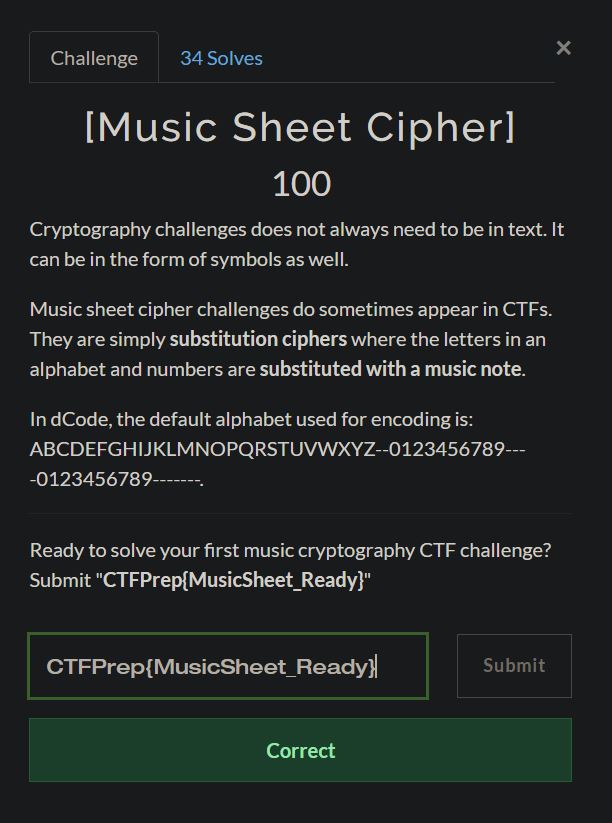 Challenge
34 Solves
×
[Music Sheet Cipher]
100
Cryptography challenges does not always need to be in text. It
can be in the form of symbols as well.
Music sheet cipher challenges do sometimes appear in CTFs.
They are simply substitution ciphers where the letters in an
alphabet and numbers are substituted with a music note.
In dCode, the default alphabet used for encoding is:
ABCDEFGHIJKLMNOPQRSTUVWXYZ--0123456789---
-0123456789-------.
Ready to solve your first music cryptography CTF challenge?
Submit "CTFPrep{MusicSheet_Ready}"
CTFPrep{MusicSheet_Ready}
Submit
Correct